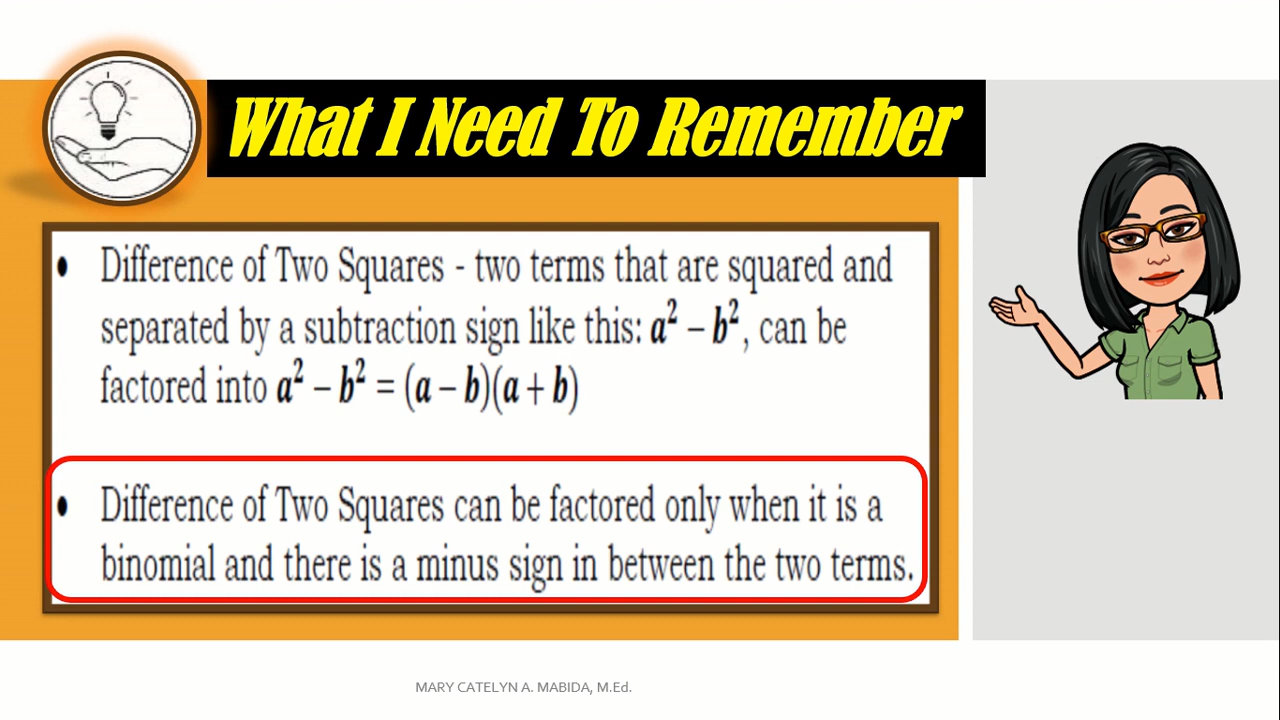 What I Need To Remember
• Difference of Two Squares - two terms that are squared and
separated by a subtraction sign like this: a² – b², can be
factored into a² – b² = (a – b)(a + b)
• Difference of Two Squares can be factored only when it is a
binomial and there is a minus sign in between the two terms.
MARY CATELYN A. MABIDA, M.Ed.